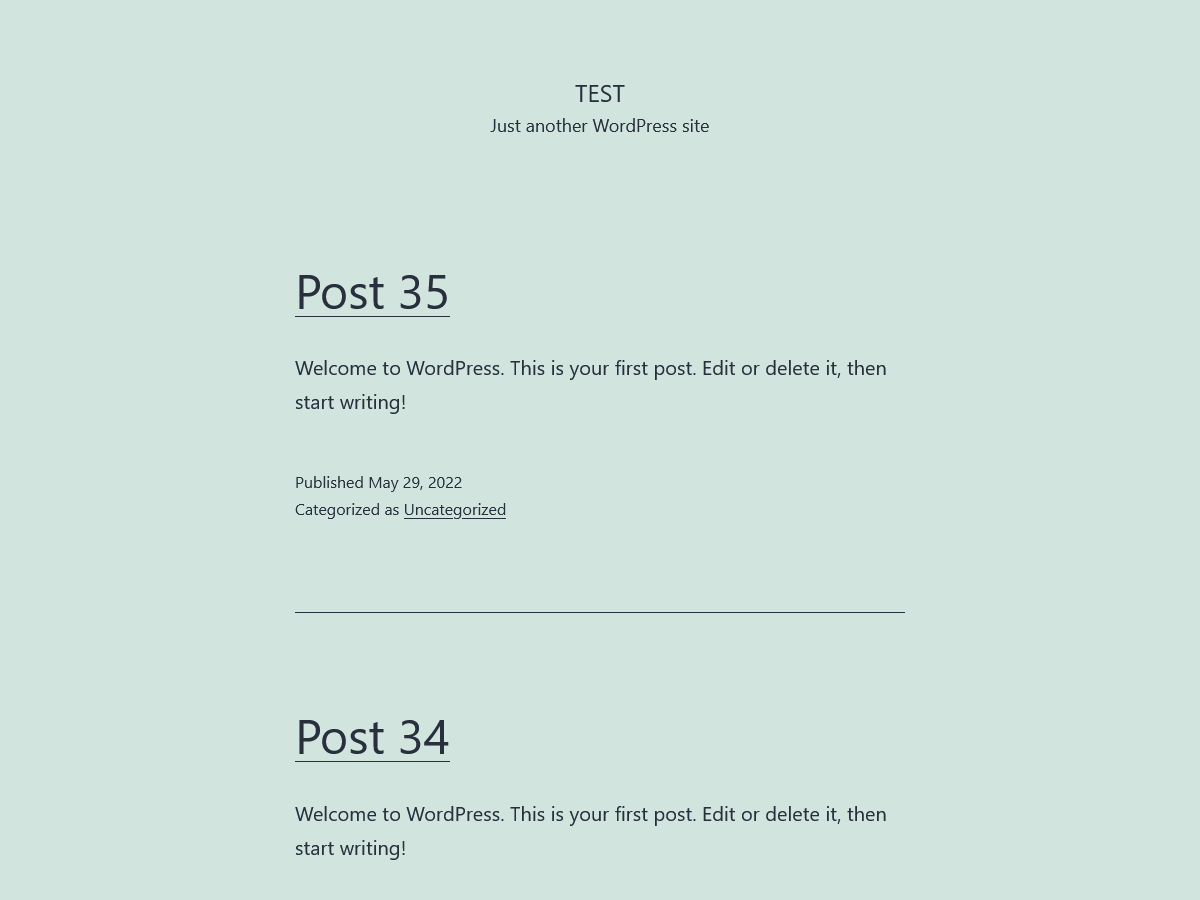 TEST
Just another WordPress site
Post 35
Welcome to WordPress. This is your first post. Edit or delete it, then
start writing!
Published May 29, 2022
Categorized as Uncategorized
Post 34
Welcome to WordPress. This is your first post. Edit or delete it, then
start writing!